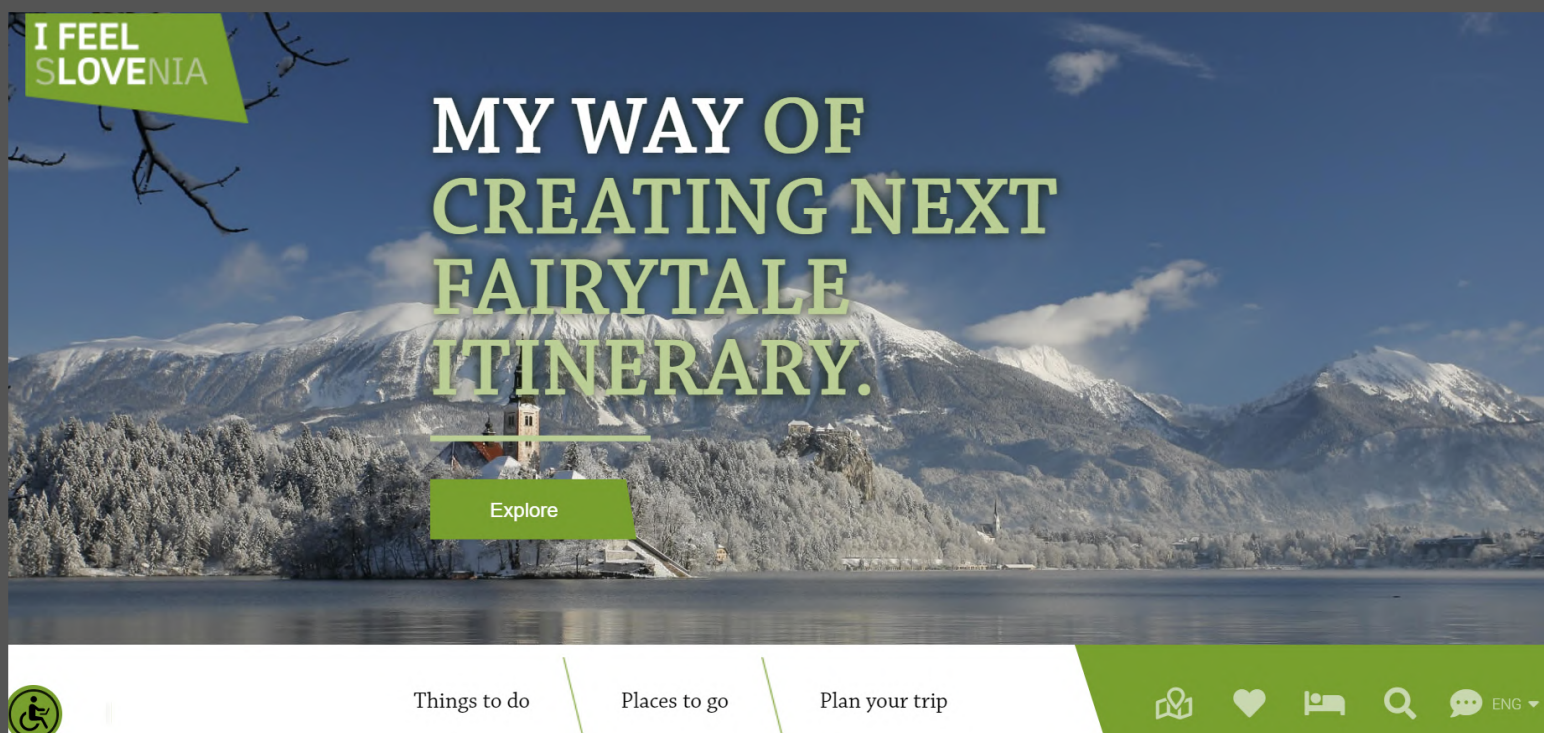 I FEEL
SLOVENIA
MY WAY OF
CREATING NEXT
FAIRYTALE
ITINERARY.
Explore
Things to do
Places to go
Plan your trip
ENG